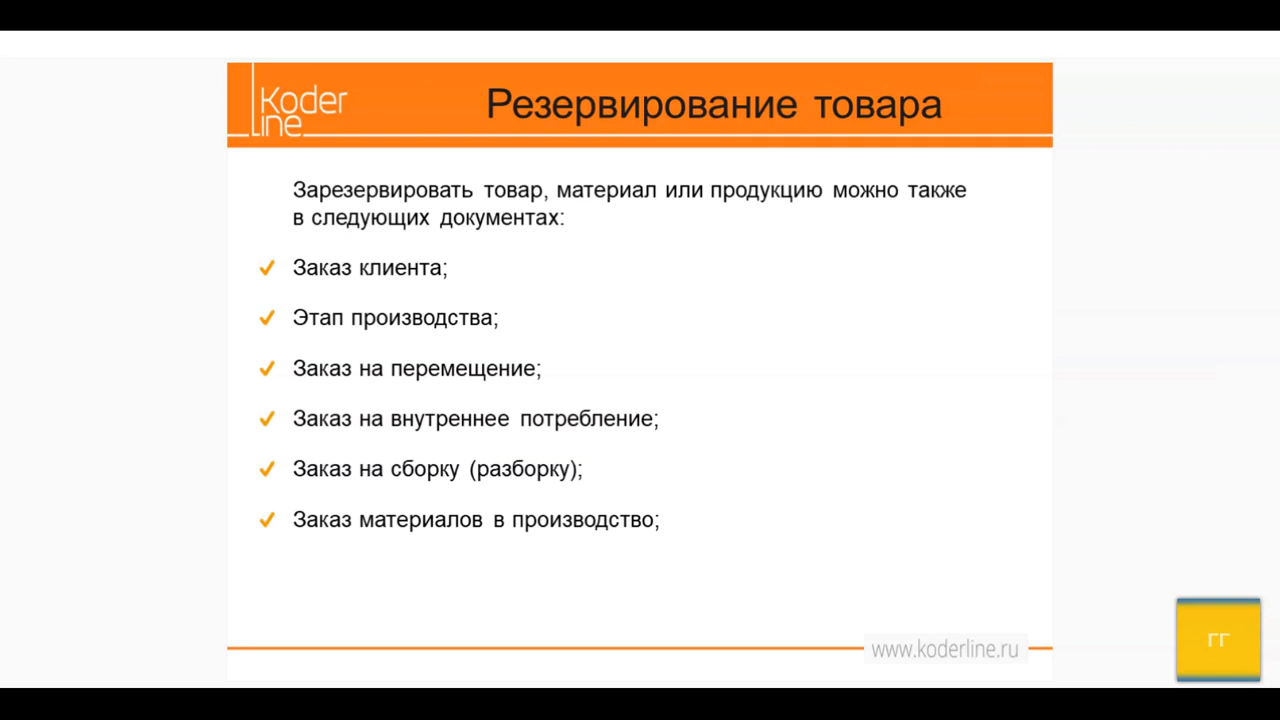 Koder
line
Резервирование товара
Зарезервировать товар, материал или продукцию можно также
в следующих документах:
Заказ клиента;
Этап производства;
Заказ на перемещение;
Заказ на внутреннее потребление;
Заказ на сборку (разборку);
Заказ материалов в производство;
www.koderline.ru
ГГ